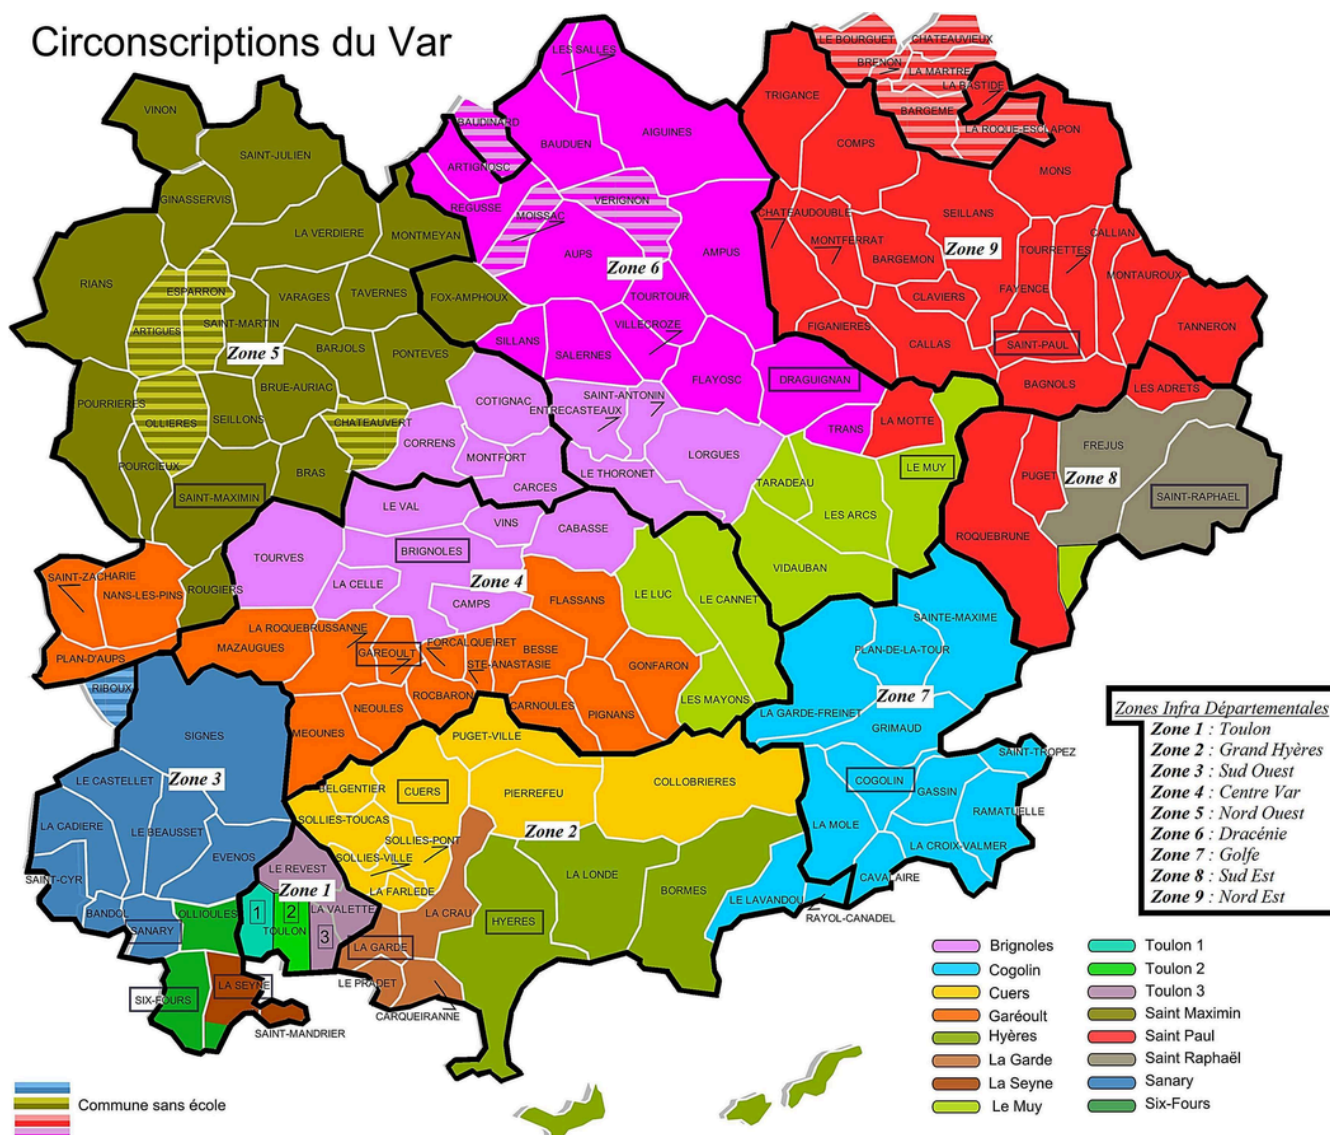 Circonscriptions du Var
LES SALLES
LE BOURGUET
CHATEAUVIEUX
BRENON
LA MARTRE
LA BASTIDE
VINON
TRIGANCE
BARGEME
BAUDINARD
AIGUINES
LA ROQUE-ESCLAPON
BAUDUEN
COMPS
SAINT-JULIEN
ARTIGNOSC
MONS
GINASSERVIS
VERIGNON
REGUSSE
MOISSAC
CHATEAUDOUBLE
SEILLANS
LA VERDIERE
MONTMEYAN
CALLIAN
MONTFERRAT
TOURRETTES
AUPS
AMPUS
Zone 9
BARGEMON
Zone 6
MONTAUROUX
RIANS
ESPARRON
VARAGES
TAVERNES
FOX-AMPHOUX
TOURTOUR
CLAVIERS
FAYENCE
SAINT-MARTIN
VILLECROZE
FIGANIERES
TANNERON
ARTIGUES
SILLANS
CALLAS
SAINT-PAUL
Zone 5
BARJOLS
PONTEVES
SALERNES
FLAYOSC
DRAGUIGNAN
BAGNOLS
LES ADRETS
BRUE-AURIAC
SAINT-ANTONIN
COTIGNAC
ENTRECASTEAUX
POURRIERES
OLLIERES
SEILLONS
CHATEAUVERT
TRANS
LA MOTTE
CORRENS
FREJUS
MONTFORT
LORGUES
POURCIEUX
BRAS
LE THORONET
LE MUY
PUGET
Zone 8
CARCES
TARADEAU
SAINT-MAXIMIN
SAINT-RAPHAEL
LE VAL
LES ARCS
VINS
CABASSE
ROQUEBRUNE
BRIGNOLES
TOURVES
VIDAUBAN
SAINT-ZACHARIE
LA CELLE
Zone 4
NANS-LES-PINS
ROUGIERS
LE LUC
LE CANNET
CAMPS
FLASSANS
SAINTE-MAXIME
LA ROQUEBRUSSANNE
FORCALQUEIRET
MAZAUGUES
GAREOULT
BESSE
PLAN-DE-LA-TOUR
PLAN-D'AUPS
STE-ANASTASIE
GONFARON
RIBOUX
ROCBARON
LES MAYONS
Zone 7
NEOULES
CARNOULES
PIGNANS
LA GARDE-FREINET
Zones Infra Départementales
MEOUNES
GRIMAUD
Zone 1 : Toulon
SIGNES
PUGET-VILLE
SAINT-TROPEZ
Zone 2 : Grand Hyères
Zone 3 : Sud Ouest
LE CASTELLET
Zone 3
COLLOBRIERES
COGOLIN
Zone 4 : Centre Var
BELGENTIER
CUERS
PIERREFEU
GASSIN
Zone 5 : Nord Ouest
SOLLIES-TOUCAS
RAMATUELLE
Zone 6 : Dracénie
LA CADIERE
LE BEAUSSET
Zone 2
LA MOLE
Zone 7 : Golfe
SOLLIES-PONT
LA CROIX-VALMER
EVENOS
SOLLIES-VILLE
Zone 8 : Sud Est
LE REVEST
LA LONDE
CAVALAIRE
SAINT-CYR
Zone 1
LA FARLEDE
BORMES
Zone 9 : Nord Est
LE LAVANDOU
BANDOL
OLLIOULES
1
2
LA VALETTE
LA CRAU
RAYOL-CANADEL
HYERES
SANARY
TOULON
3
LA GARDE
Brignoles
Toulon 1
Cogolin
Toulon 2
LE PRADET
LA SEYNE
Cuers
Toulon 3
SIX-FOURS
CARQUEIRANNE
Garéoult
Saint Maximin
SAINT-MANDRIER
Hyères
Saint Paul
La Garde
Saint Raphaël
La Seyne
Sanary
Commune sans école
Le Muy
Six-Fours